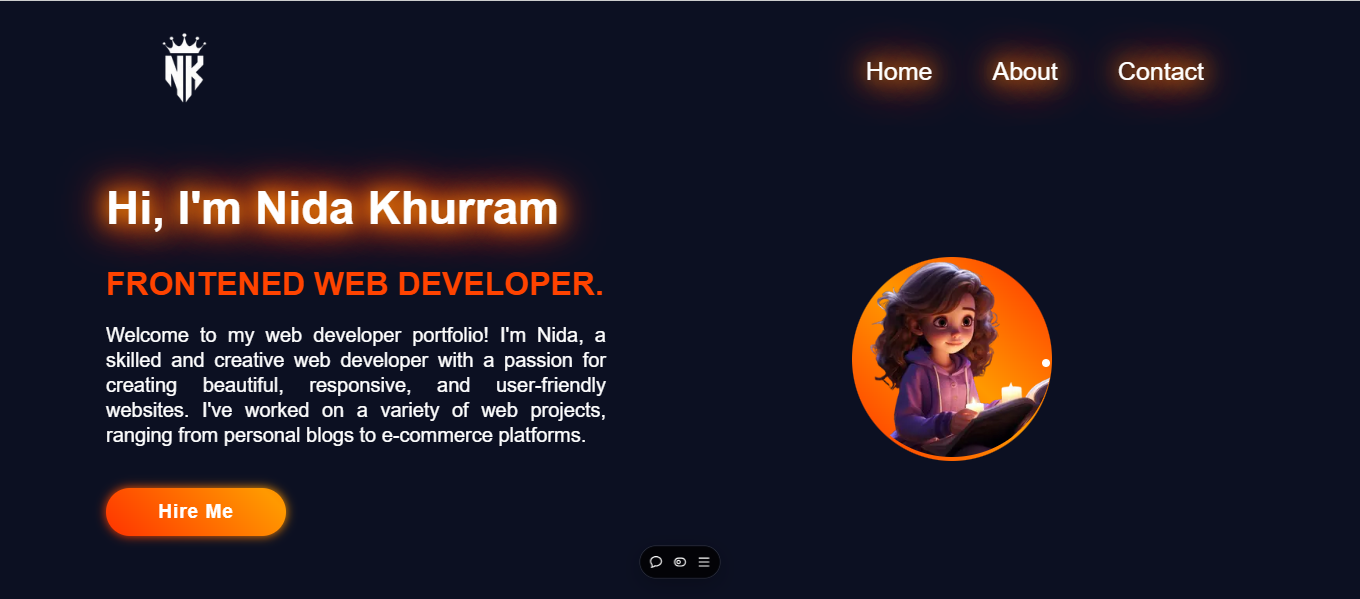 NK
Home About Contact
Hi, I'm Nida Khurram
FRONTENED WEB DEVELOPER.
Welcome to my web developer portfolio! I'm Nida, a
skilled and creative web developer with a passion for
creating beautiful, responsive, and user-friendly
websites. I've worked on a variety of web projects,
ranging from personal blogs to e-commerce platforms.
Hire Me